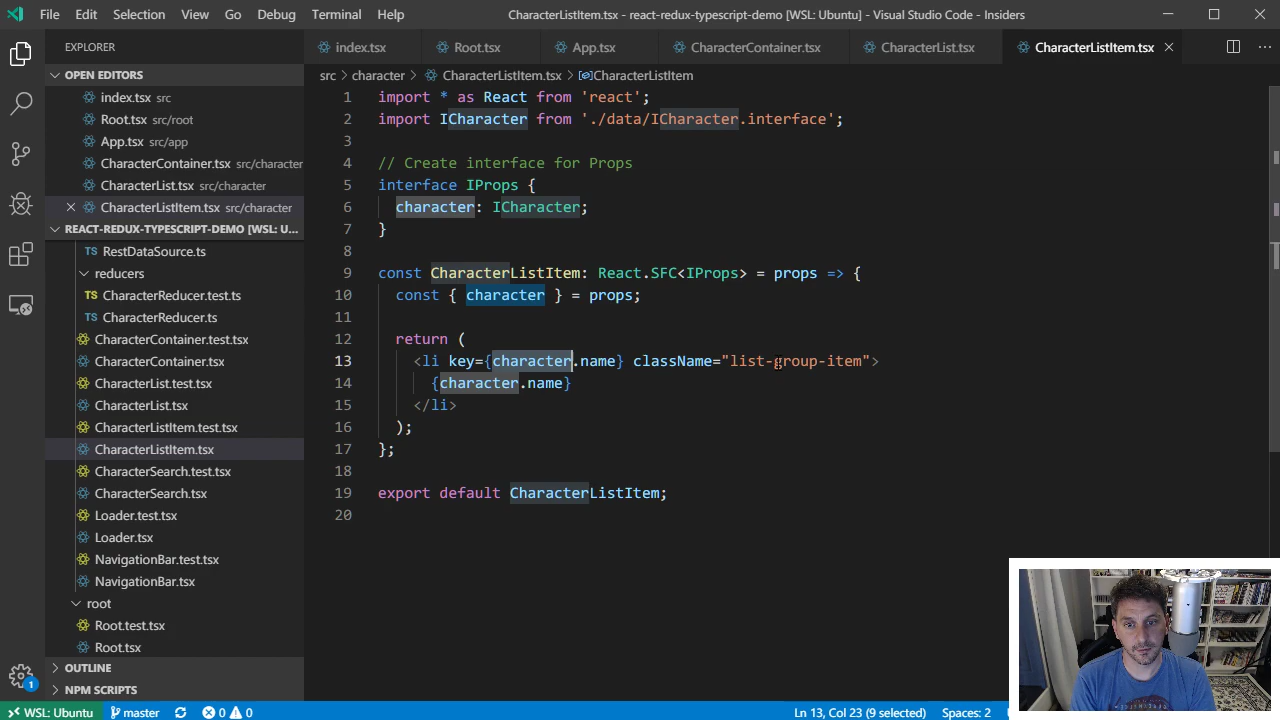 File Edit Selection View Go Debug Terminal Help
CharacterListItem.tsx - react-redux-typescript-demo [WSL: Ubuntu] - Visual Studio Code - Insiders
EXPLORER
OPEN EDITORS
index.tsx src
Root.tsx src/root
App.tsx src/app
CharacterContainer.tsx src/character
CharacterList.tsx src/character
CharacterListItem.tsx src/character
REACT-REDUX-TYPESCRIPT-DEMO [WSL: U...
TS RestDataSource.ts
reducers
TS CharacterReducer.test.ts
TS CharacterReducer.ts
CharacterContainer.test.tsx
CharacterContainer.tsx
CharacterList.test.tsx
CharacterList.tsx
CharacterListItem.test.tsx
CharacterListItem.tsx
CharacterSearch.test.tsx
CharacterSearch.tsx
Loader.test.tsx
Loader.tsx
NavigationBar.test.tsx
NavigationBar.tsx
root
Root.test.tsx
Root.tsx
OUTLINE
NPM SCRIPTS
1
index.tsx Root.tsx App.tsx CharacterContainer.tsx CharacterList.tsx CharacterListItem.tsx
src > character > CharacterListItem.tsx > CharacterListItem
1 import * as React from 'react';
2 import ICharacter from './data/ICharacter.interface';
3
4 // Create interface for Props
5 interface IProps {
6 character: ICharacter;
7 }
8
9 const CharacterListItem: React.SFC<IProps> = props => {
10 const { character } = props;
11
12 return (
13 <li key={character.name} className="list-group-item">
14 {character.name}
15 </li>
16 );
17 };
18
19 export default CharacterListItem;
20
WSL: Ubuntu master 0 0 Ln 13, Col 23 (9 selected) Spaces: 2